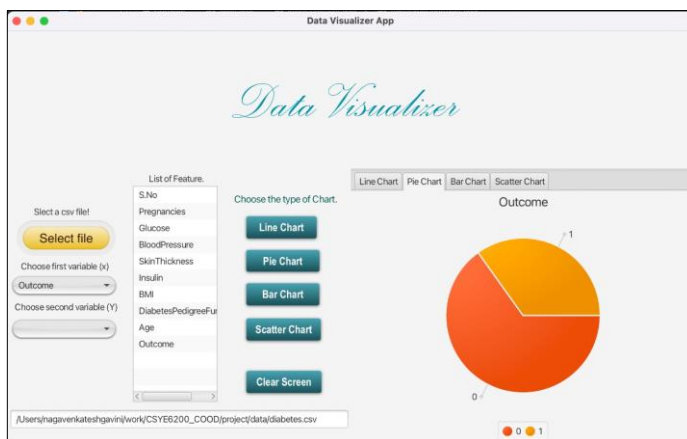 Data Visualizer App
Data Visualizer
Slect a csv file!
Select file
Choose first variable (x)
Outcome
Choose second variable (Y)
List of Feature.
S.No
Pregnancies
Glucose
BloodPressure
SkinThickness
Insulin
BMI
DiabetesPedigreeFur
Age
Outcome
Choose the type of Chart.
Line Chart
Pie Chart
Bar Chart
Scatter Chart
Clear Screen
Line Chart Pie Chart Bar Chart Scatter Chart
Outcome
1
0
0 1
/Users/nagavenkateshgavini/work/CSYE6200_COOD/project/data/diabetes.csv